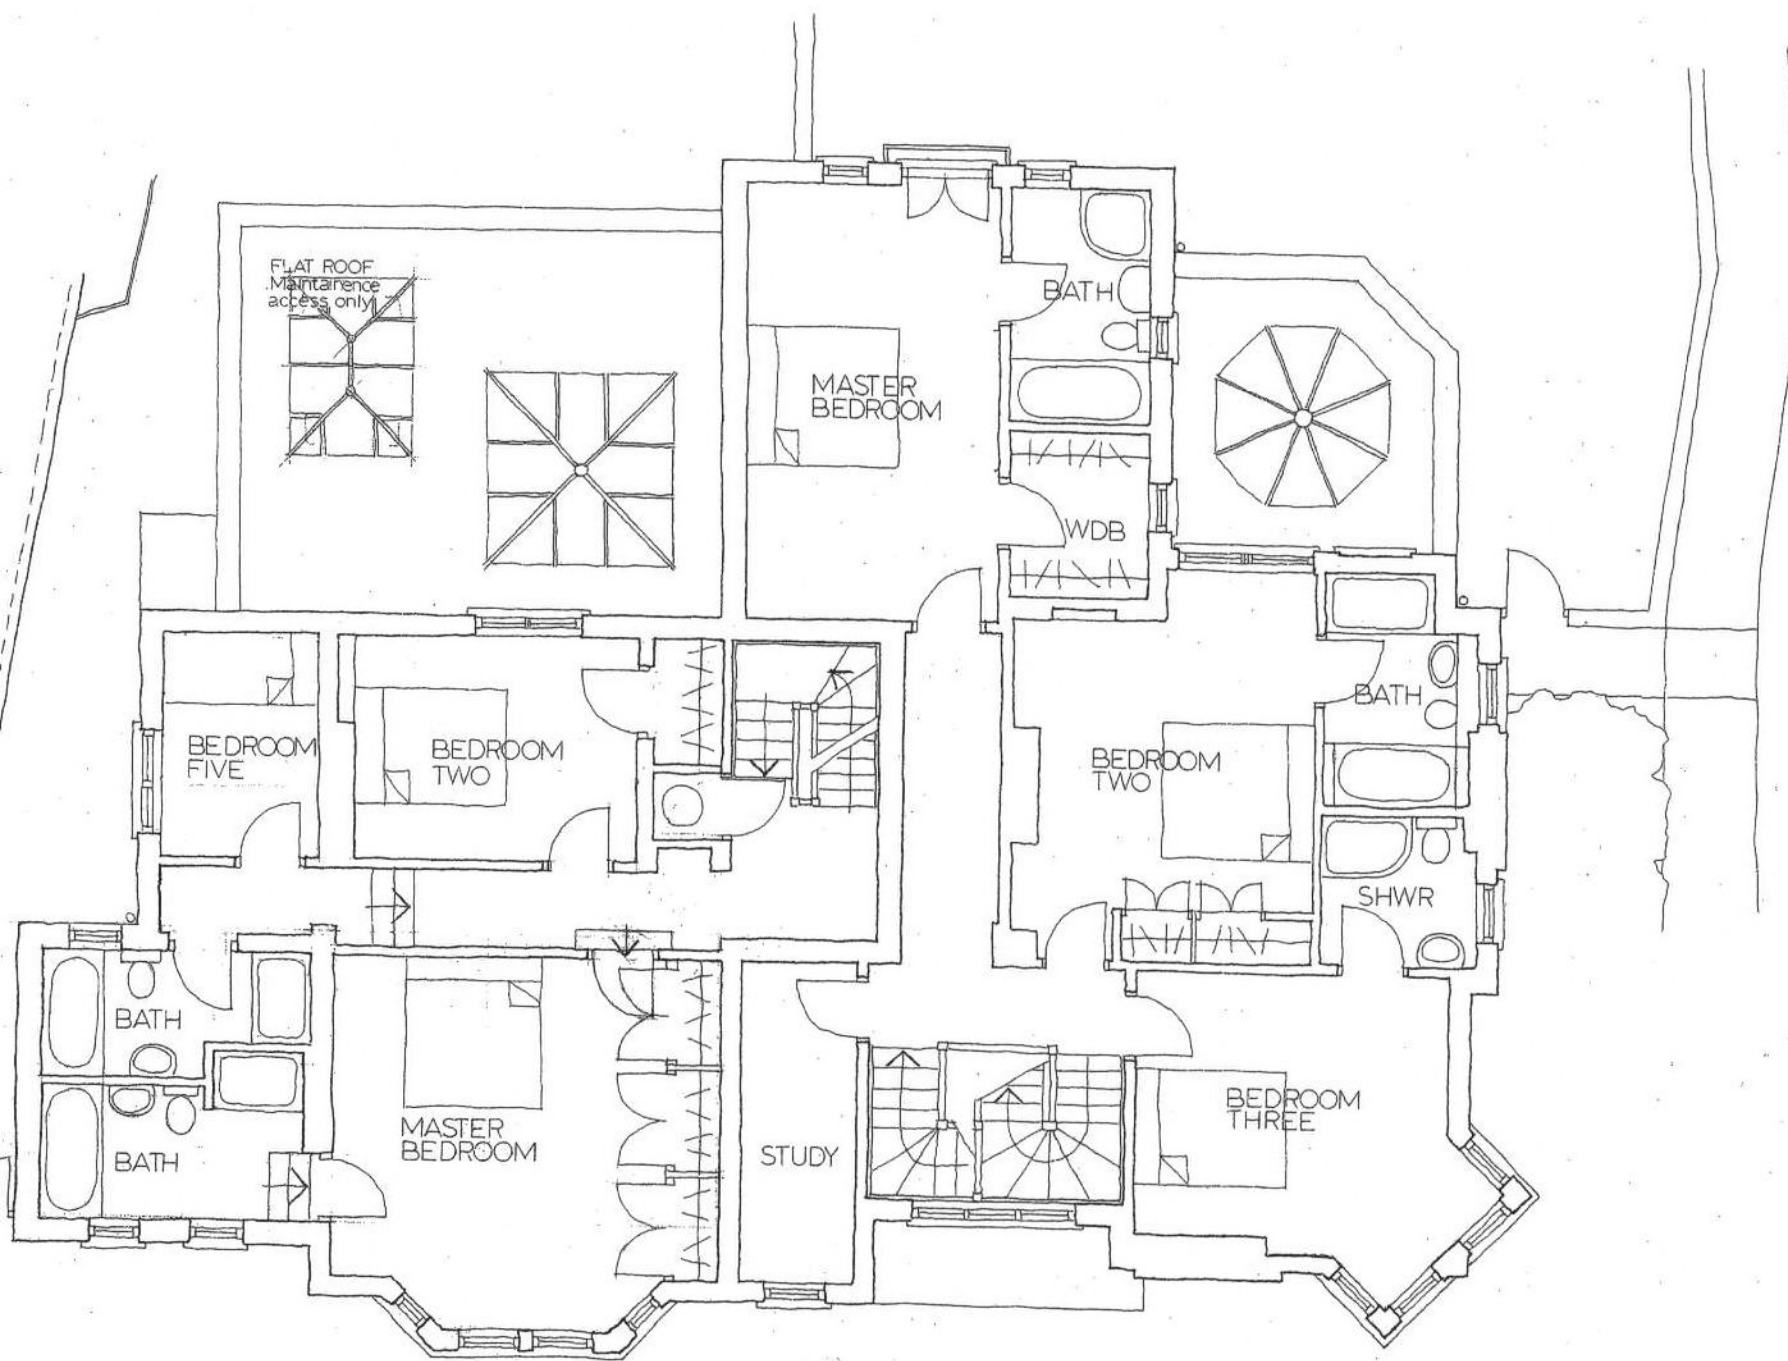 FLAT ROOF
Maintainence
access only
BATH
MASTER
BEDROOM
WDB
BATH
BEDROOM
FIVE
BEDROOM
TWO
BEDROOM
TWO
SHWR
BATH
MASTER
BEDROOM
BEDROOM
THREE
STUDY
BATH